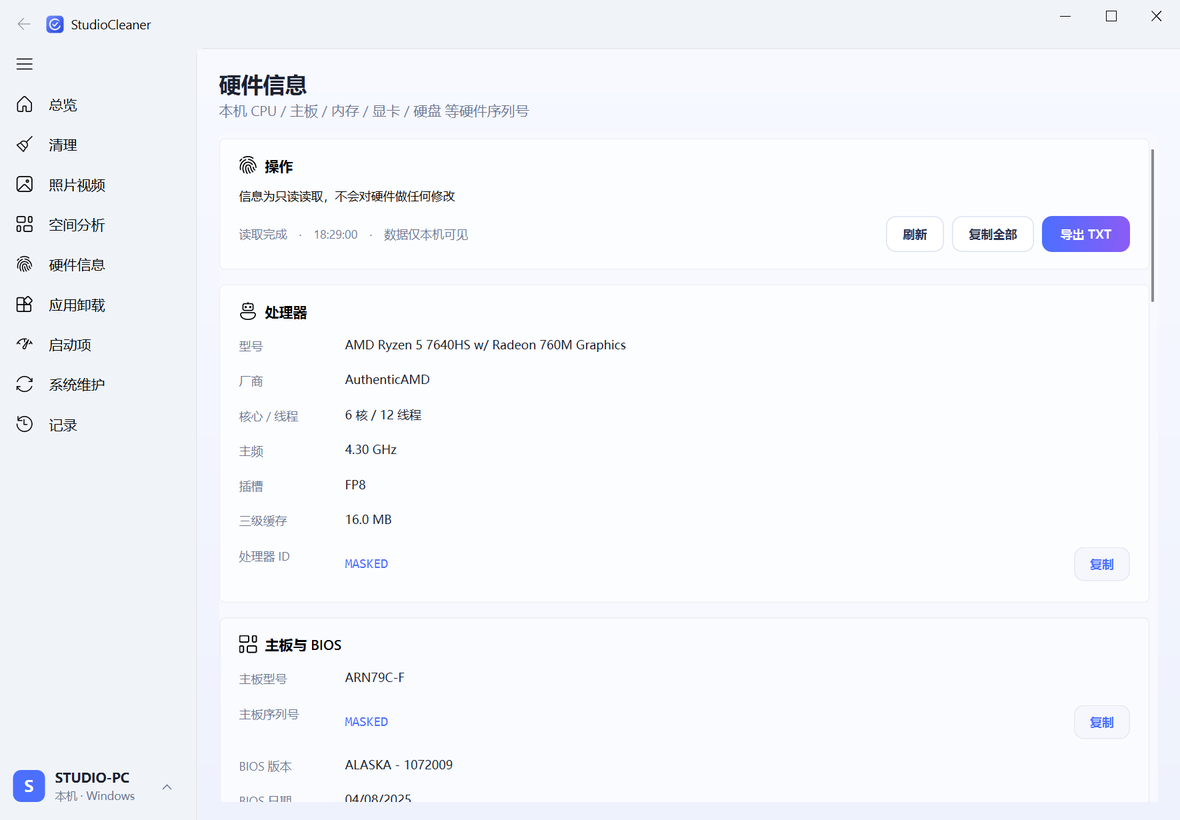 StudioCleaner
总览
清理
照片视频
空间分析
硬件信息
应用卸载
启动项
系统维护
记录
S
STUDIO-PC
本机 · Windows
硬件信息
本机 CPU / 主板 / 内存 / 显卡 / 硬盘 等硬件序列号
操作
信息为只读读取，不会对硬件做任何修改
读取完成 · 18:29:00 · 数据仅本机可见
刷新 复制全部 导出 TXT
处理器
型号 AMD Ryzen 5 7640HS w/ Radeon 760M Graphics
厂商 AuthenticAMD
核心 / 线程 6 核 / 12 线程
主频 4.30 GHz
插槽 FP8
三级缓存 16.0 MB
处理器 ID MASKED 复制
主板与 BIOS
主板型号 ARN79C-F
主板序列号 MASKED 复制
BIOS 版本 ALASKA - 1072009
BIOS 日期 04/08/2025